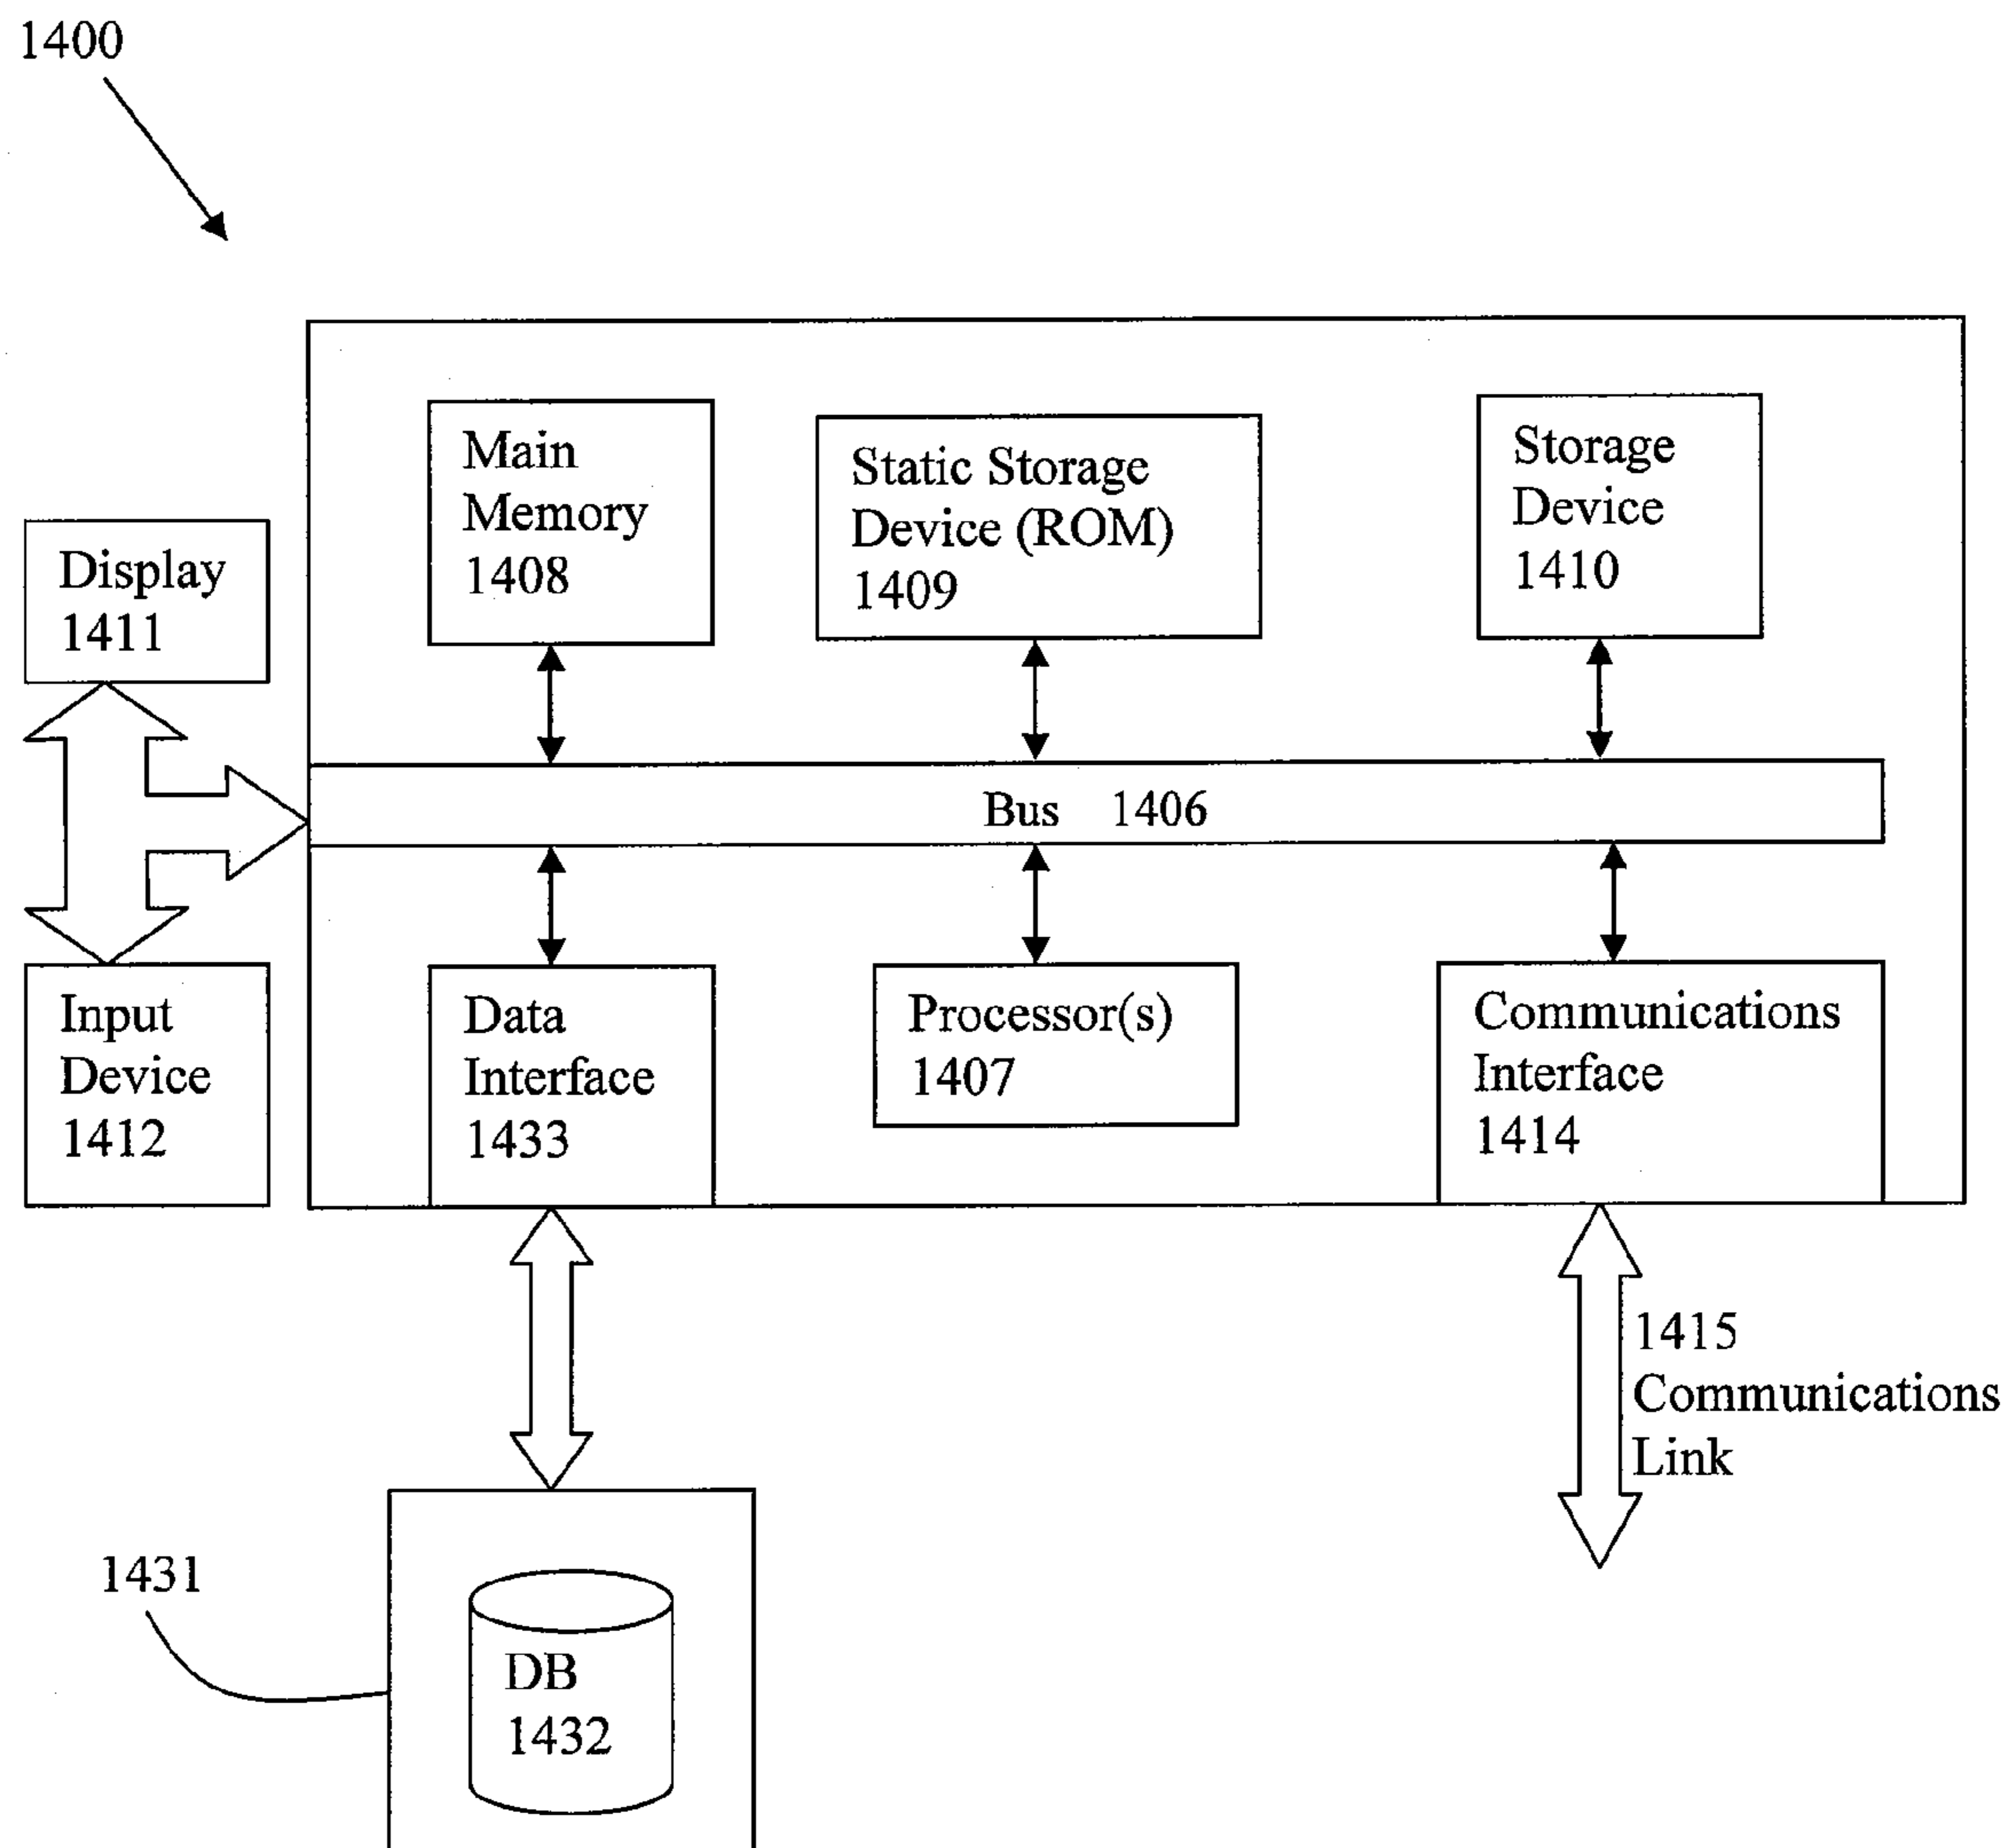 1400
Main
Memory
1408
Static Storage
Device (ROM)
1409
Storage
Device
1410
Display
1411
Bus 1406
Input
Device
1412
Data
Interface
1433
Processor(s)
1407
Communications
Interface
1414
1415
Communications
Link
1431
DB
1432